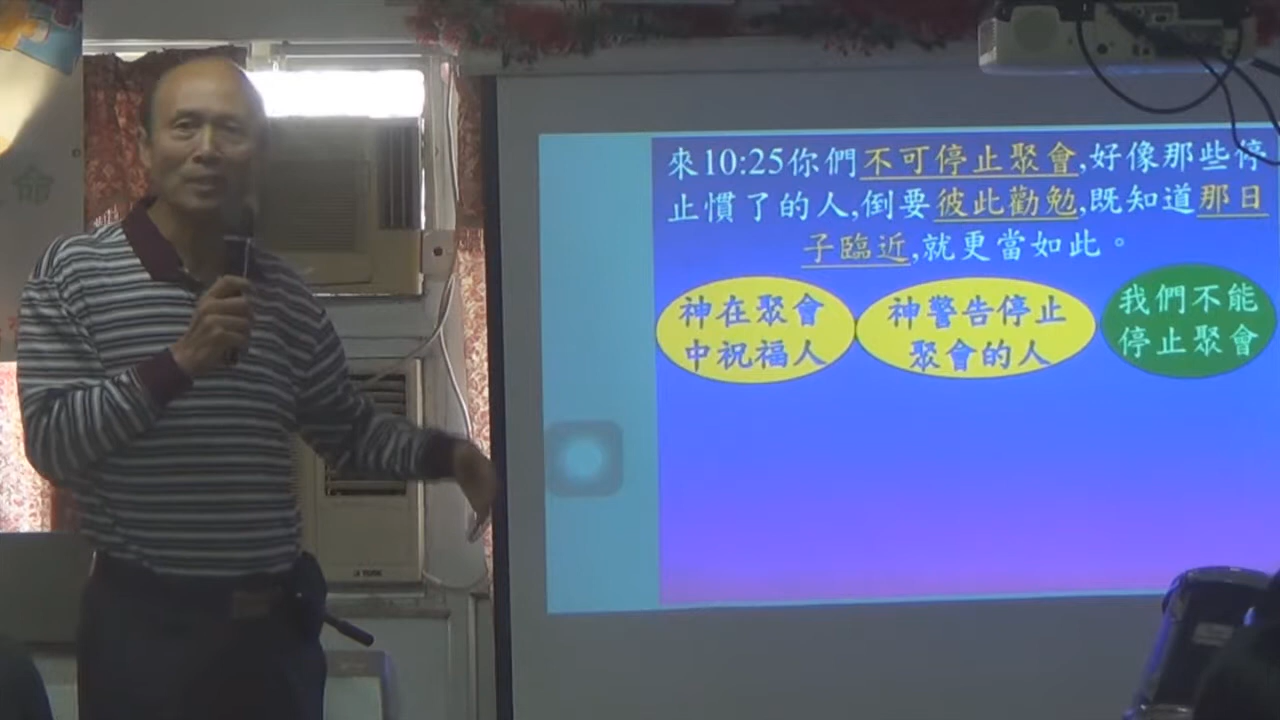 來10:25你們不可停止聚會,好像那些停
止慣了的人,倒要彼此勸勉,既知道那日
子臨近,就更當如此。
神在聚會
中祝福人
神警告停止
聚會的人
我們不能
停止聚會
命
YORK